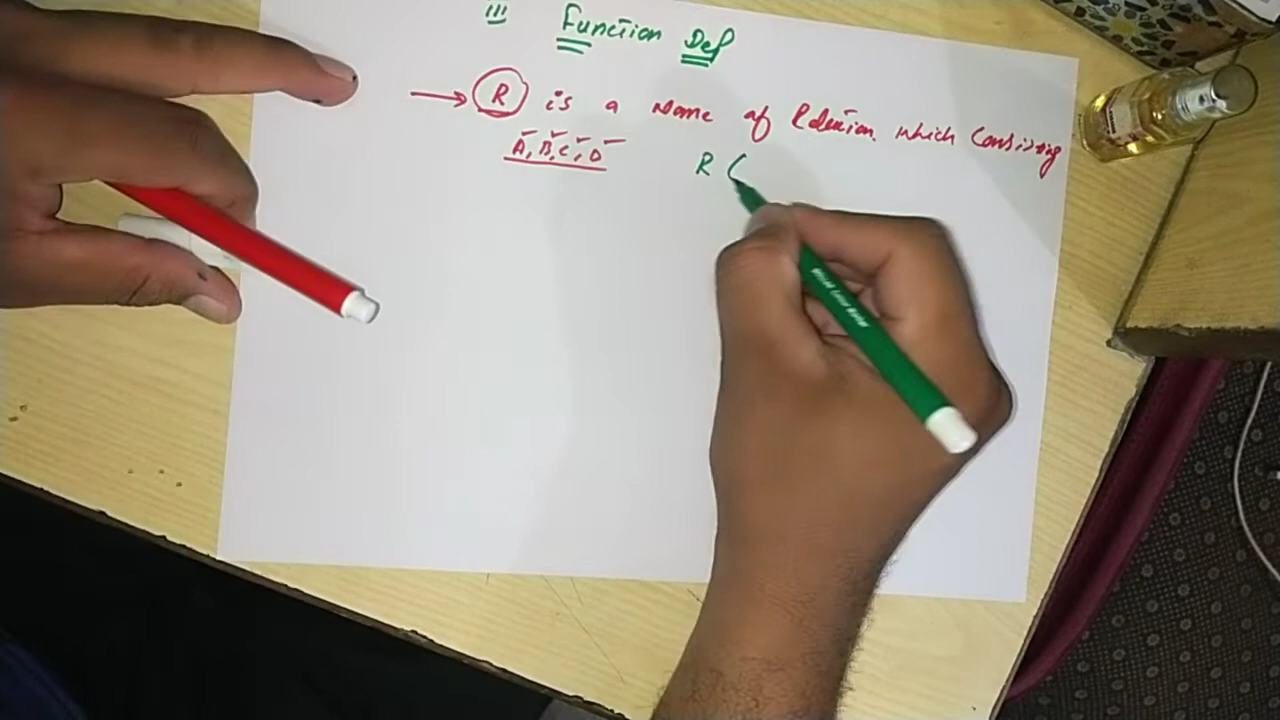 III Function Def
→ R is a Name of Relation which Consisting
A, B, C, D R (